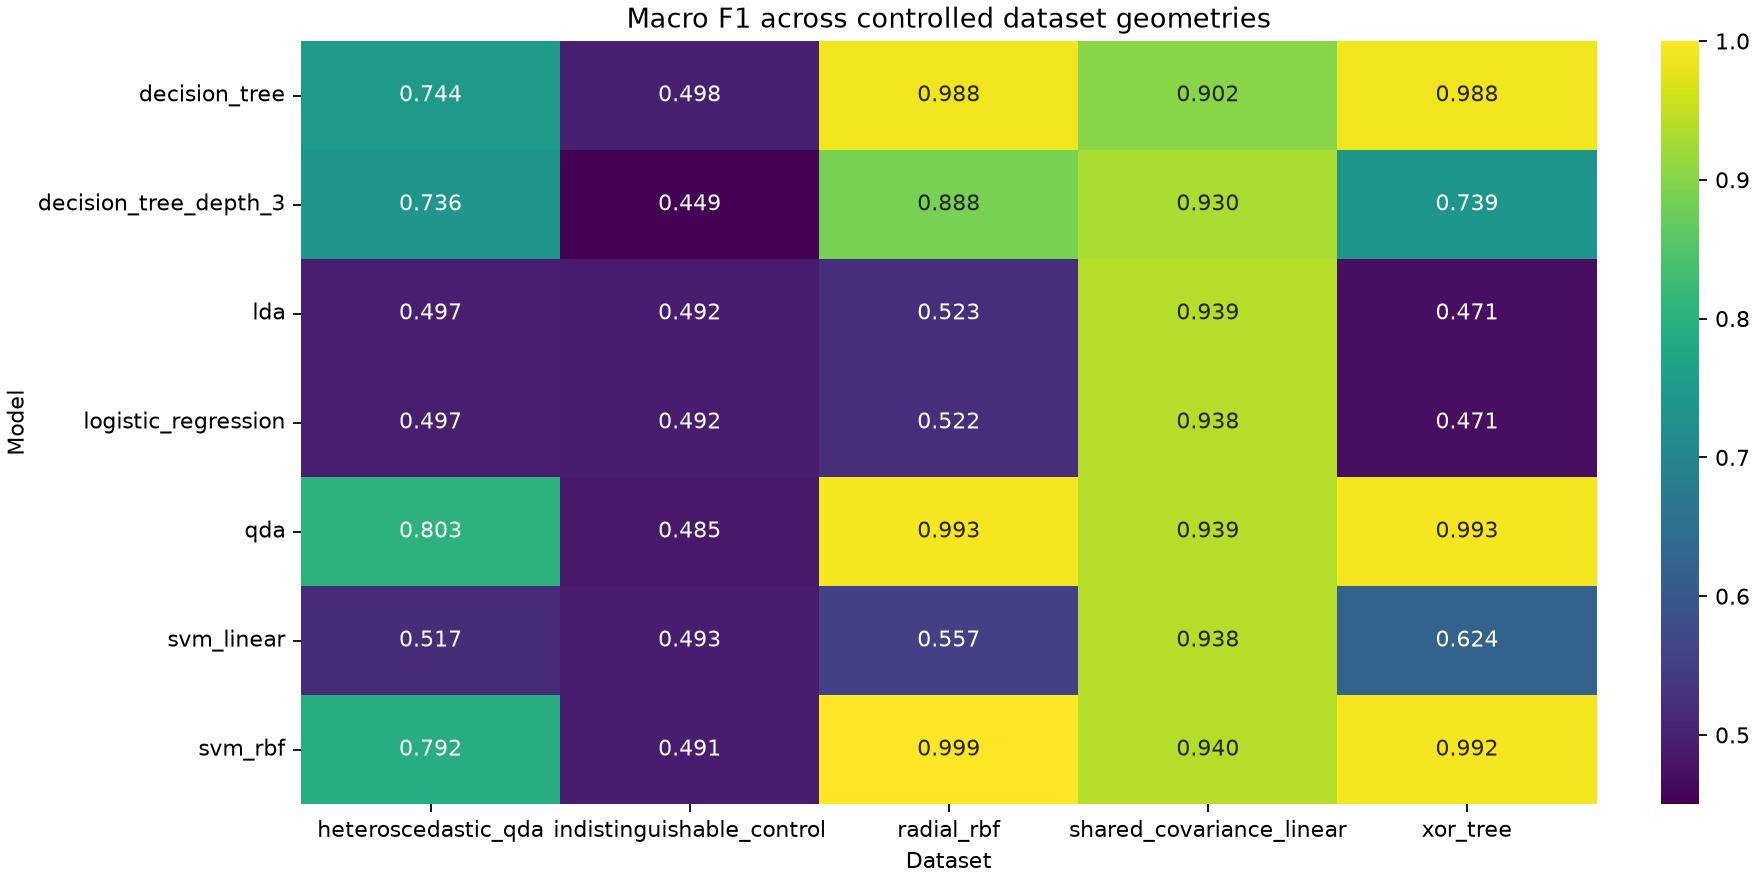 Macro F1 across controlled dataset geometries
decision_tree 0.744 0.498 0.988 0.902 0.988
decision_tree_depth_3 0.736 0.449 0.888 0.930 0.739
lda 0.497 0.492 0.523 0.939 0.471
logistic_regression 0.497 0.492 0.522 0.938 0.471
qda 0.803 0.485 0.993 0.939 0.993
svm_linear 0.517 0.493 0.557 0.938 0.624
svm_rbf 0.792 0.491 0.999 0.940 0.992
heteroscedastic_qda indistinguishable_control radial_rbf shared_covariance_linear xor_tree
Dataset
Model
1.0
0.9
0.8
0.7
0.6
0.5